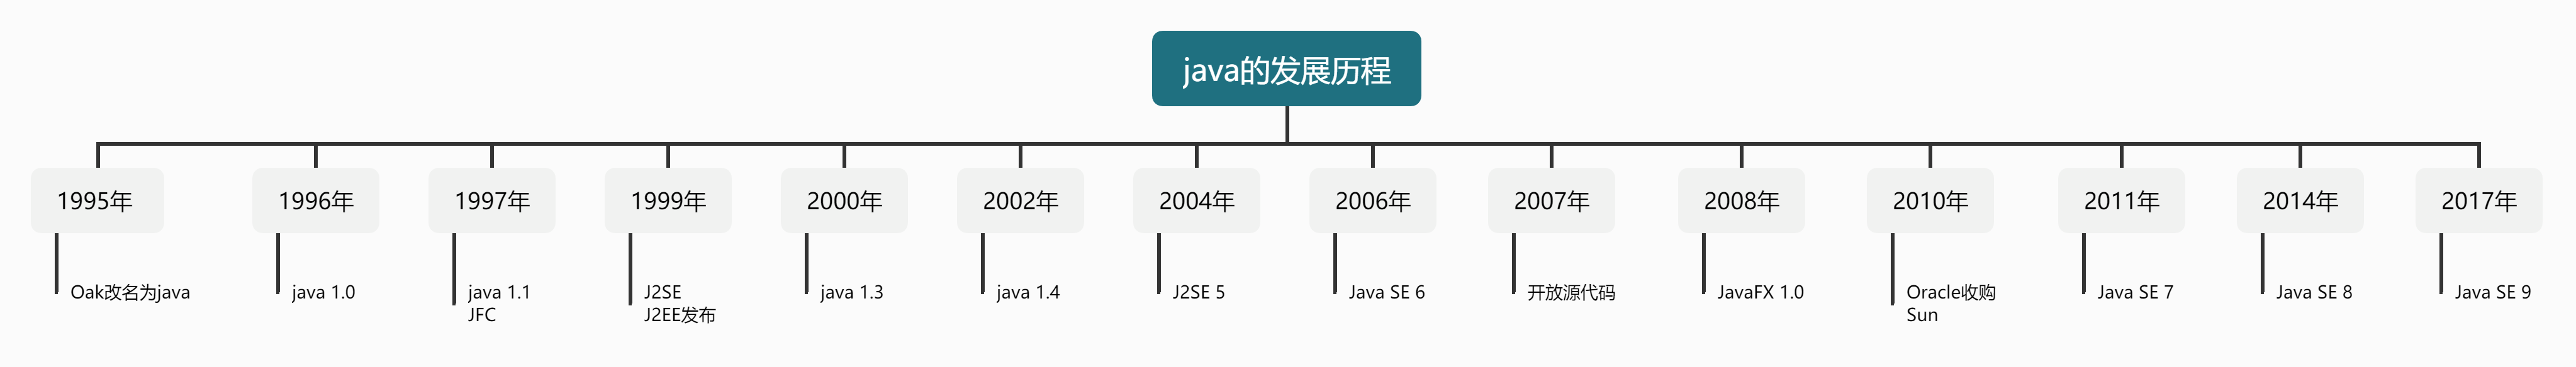 java的发展历程
1995年
1996年
1997年
1999年
2000年
2002年
2004年
2006年
2007年
2008年
2010年
2011年
2014年
2017年
Oak改名为java
java 1.0
java 1.1
JFC
J2SE
J2EE发布
java 1.3
java 1.4
J2SE 5
Java SE 6
开放源代码
JavaFX 1.0
Oracle收购
Sun
Java SE 7
Java SE 8
Java SE 9